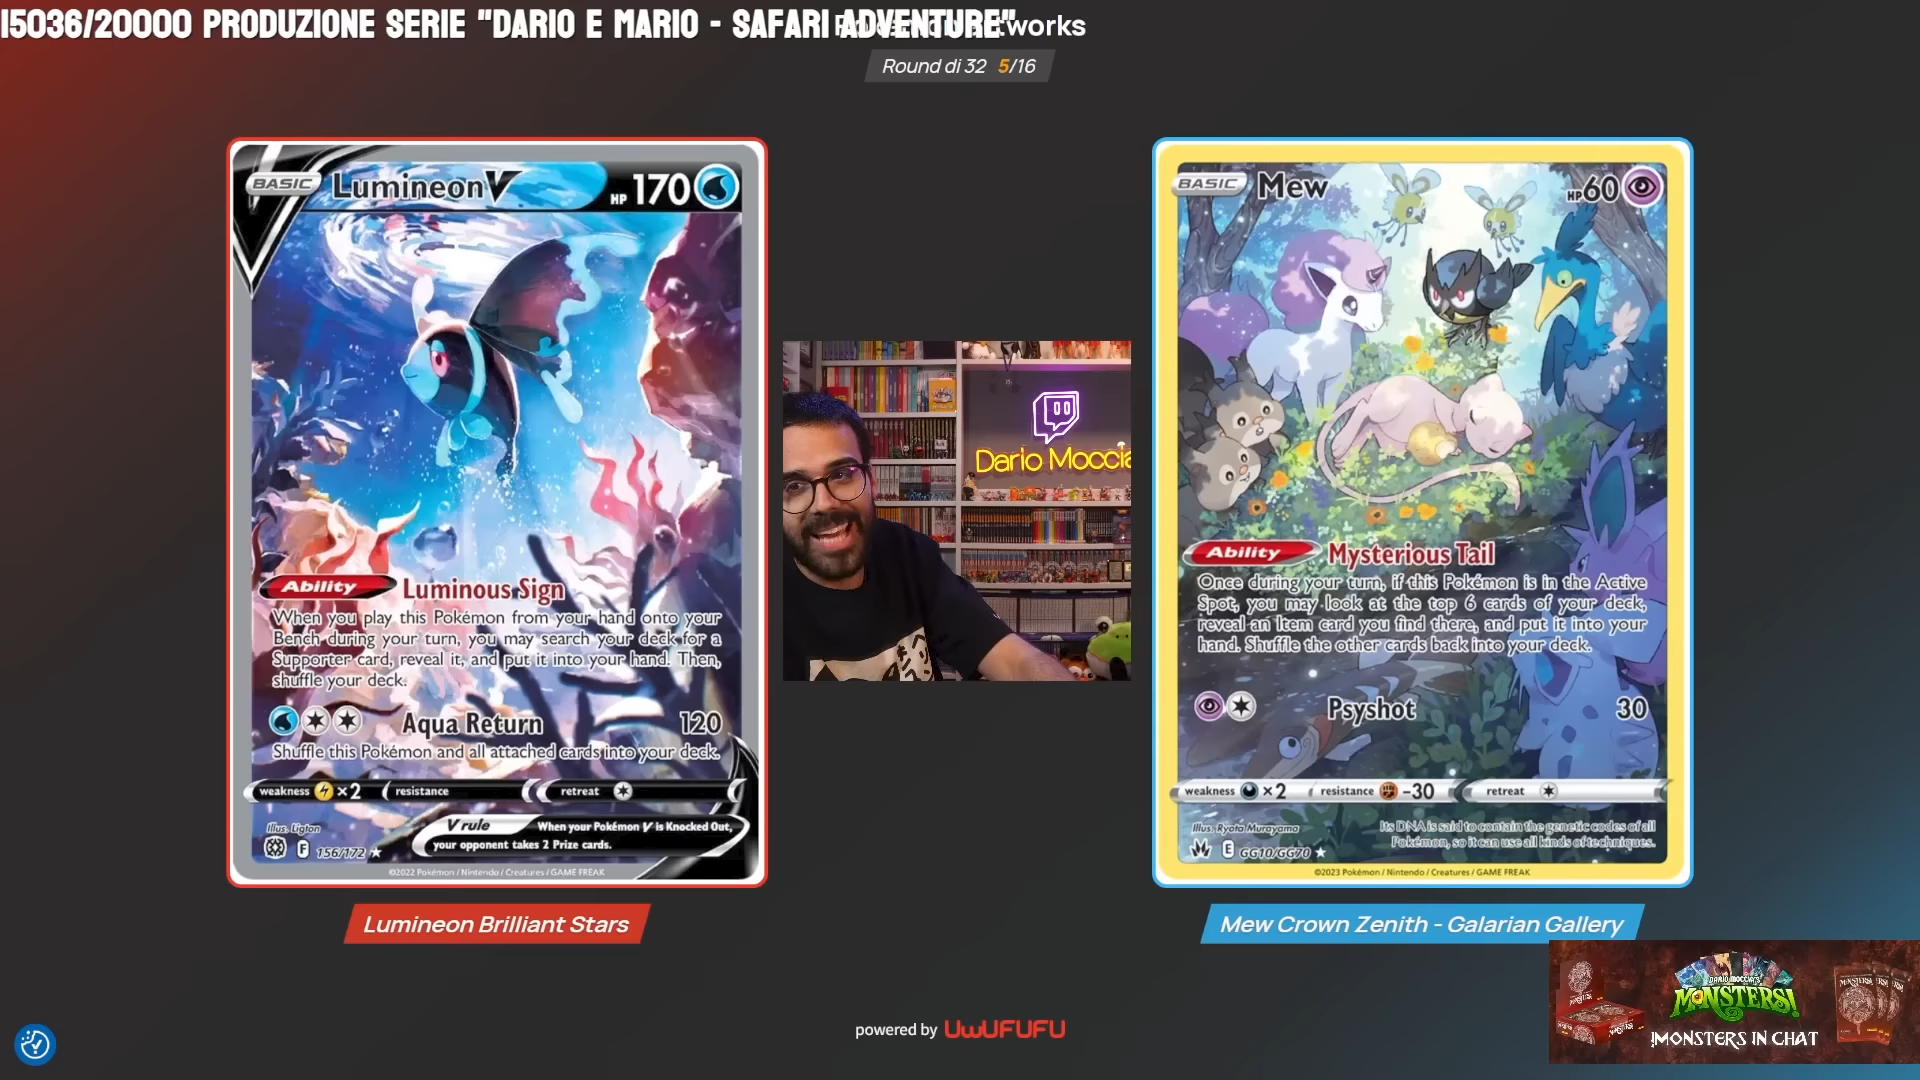 15036/20000 PRODUZIONE SERIE "DARIO E MARIO - SAFARI ADVENTURE"
Round di 32 5/16
BASIC Lumineon V HP 170
Ability Luminous Sign
When you play this Pokémon from your hand onto your
Bench during your turn, you may search your deck for a
Supporter card, reveal it, and put it into your hand. Then,
shuffle your deck.
Aqua Return 120
Shuffle this Pokémon and all attached cards into your deck.
weakness ×2 resistance retreat
Illus. Ligton
V rule When your Pokémon V is Knocked Out,
your opponent takes 2 Prize cards.
F 156/172
©2022 Pokémon / Nintendo / Creatures / GAME FREAK
Lumineon Brilliant Stars
Dario Moccia
BASIC Mew HP 60
Ability Mysterious Tail
Once during your turn, if this Pokémon is in the Active
Spot, you may look at the top 6 cards of your deck,
reveal an Item card you find there, and put it into your
hand. Shuffle the other cards back into your deck.
Psyshot 30
weakness ×2 resistance -30 retreat
Illus. Ryota Murayama
Its DNA is said to contain the genetic codes of all
Pokémon, so it can use all kinds of techniques.
E GG10/GG70
©2023 Pokémon / Nintendo / Creatures / GAME FREAK
Mew Crown Zenith - Galarian Gallery
powered by UwUFUFU
DARIO MOCCIA'S
MONSTERS!
!MONSTERS IN CHAT